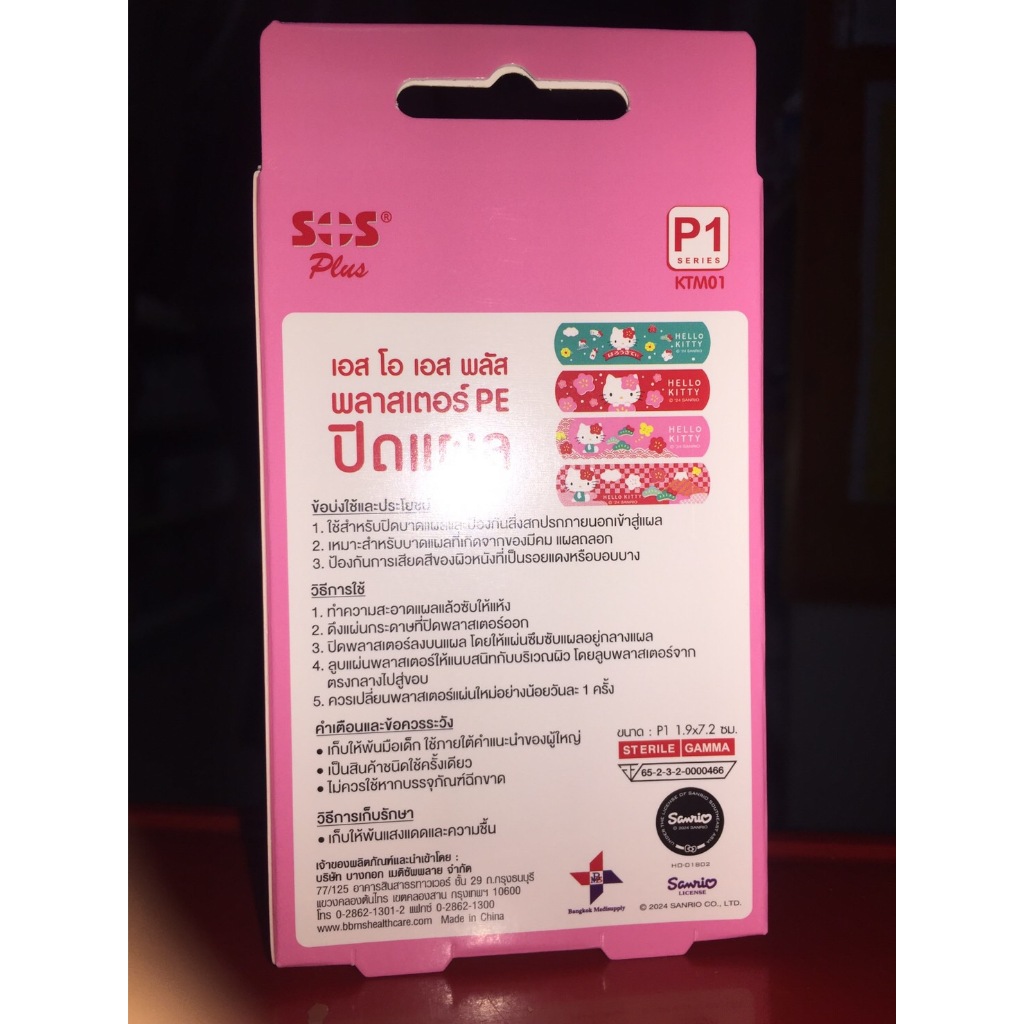 SOS®
Plus
P1
SERIES
KTM01
เอส โอ เอส พลัส
พลาสเตอร์ PE
ปิดแผล
HELLO
KITTY
© '24 SANRIO
HELLO
KITTY
© '24 SANRIO
HELLO
KITTY
© '24 SANRIO
HELLO KITTY
© '24 SANRIO
ข้อบ่งใช้และประโยชน์
1. ใช้สำหรับปิดบาดแผลและป้องกันสิ่งสกปรกภายนอกเข้าสู่แผล
2. เหมาะสำหรับบาดแผลที่เกิดจากของมีคม แผลถลอก
3. ป้องกันการเสียดสีของผิวหนังที่เป็นรอยแดงหรือบอบบาง
วิธีการใช้
1. ทำความสะอาดแผลแล้วซับให้แห้ง
2. ดึงแผ่นกระดาษที่ปิดพลาสเตอร์ออก
3. ปิดพลาสเตอร์ลงบนแผล โดยให้แผ่นซึมซับแผลอยู่กลางแผล
4. ลูบแผ่นพลาสเตอร์ให้แนบสนิทกับบริเวณผิว โดยลูบพลาสเตอร์จาก
ตรงกลางไปสู่ขอบ
5. ควรเปลี่ยนพลาสเตอร์แผ่นใหม่อย่างน้อยวันละ 1 ครั้ง
คำเตือนและข้อควรระวัง
• เก็บให้พ้นมือเด็ก ใช้ภายใต้คำแนะนำของผู้ใหญ่
• เป็นสินค้าชนิดใช้ครั้งเดียว
• ไม่ควรใช้หากบรรจุภัณฑ์ฉีกขาด
วิธีการเก็บรักษา
• เก็บให้พ้นแสงแดดและความชื้น
ขนาด : P1 1.9x7.2 ซม.
STERILE GAMMA
65-2-3-2-0000466
UNDER THE LICENSE OF SANRIO SOUTHEAST ASIA
Sanrio
© 2024 SANRIO
Sanrio
LICENSE
© 2024 SANRIO CO., LTD.
เจ้าของผลิตภัณฑ์และนำเข้าโดย :
บริษัท บางกอก เมดิซัพพลาย จำกัด
77/125 อาคารสินสาธรทาวเวอร์ ชั้น 29 ถ.กรุงธนบุรี
แขวงคลองต้นไทร เขตคลองสาน กรุงเทพฯ 10600
โทร 0-2862-1301-2 แฟกซ์ 0-2862-1300
www.bbmshealthcare.com Made in China
Bangkok Medisupply